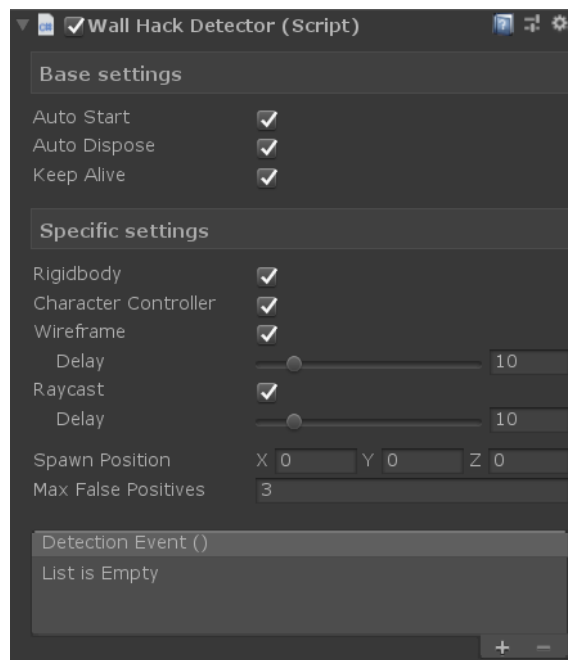 Wall Hack Detector (Script)
Base settings
Auto Start
Auto Dispose
Keep Alive
Specific settings
Rigidbody
Character Controller
Wireframe
Delay 10
Raycast
Delay 10
Spawn Position X 0 Y 0 Z 0
Max False Positives 3
Detection Event ()
List is Empty
+ −